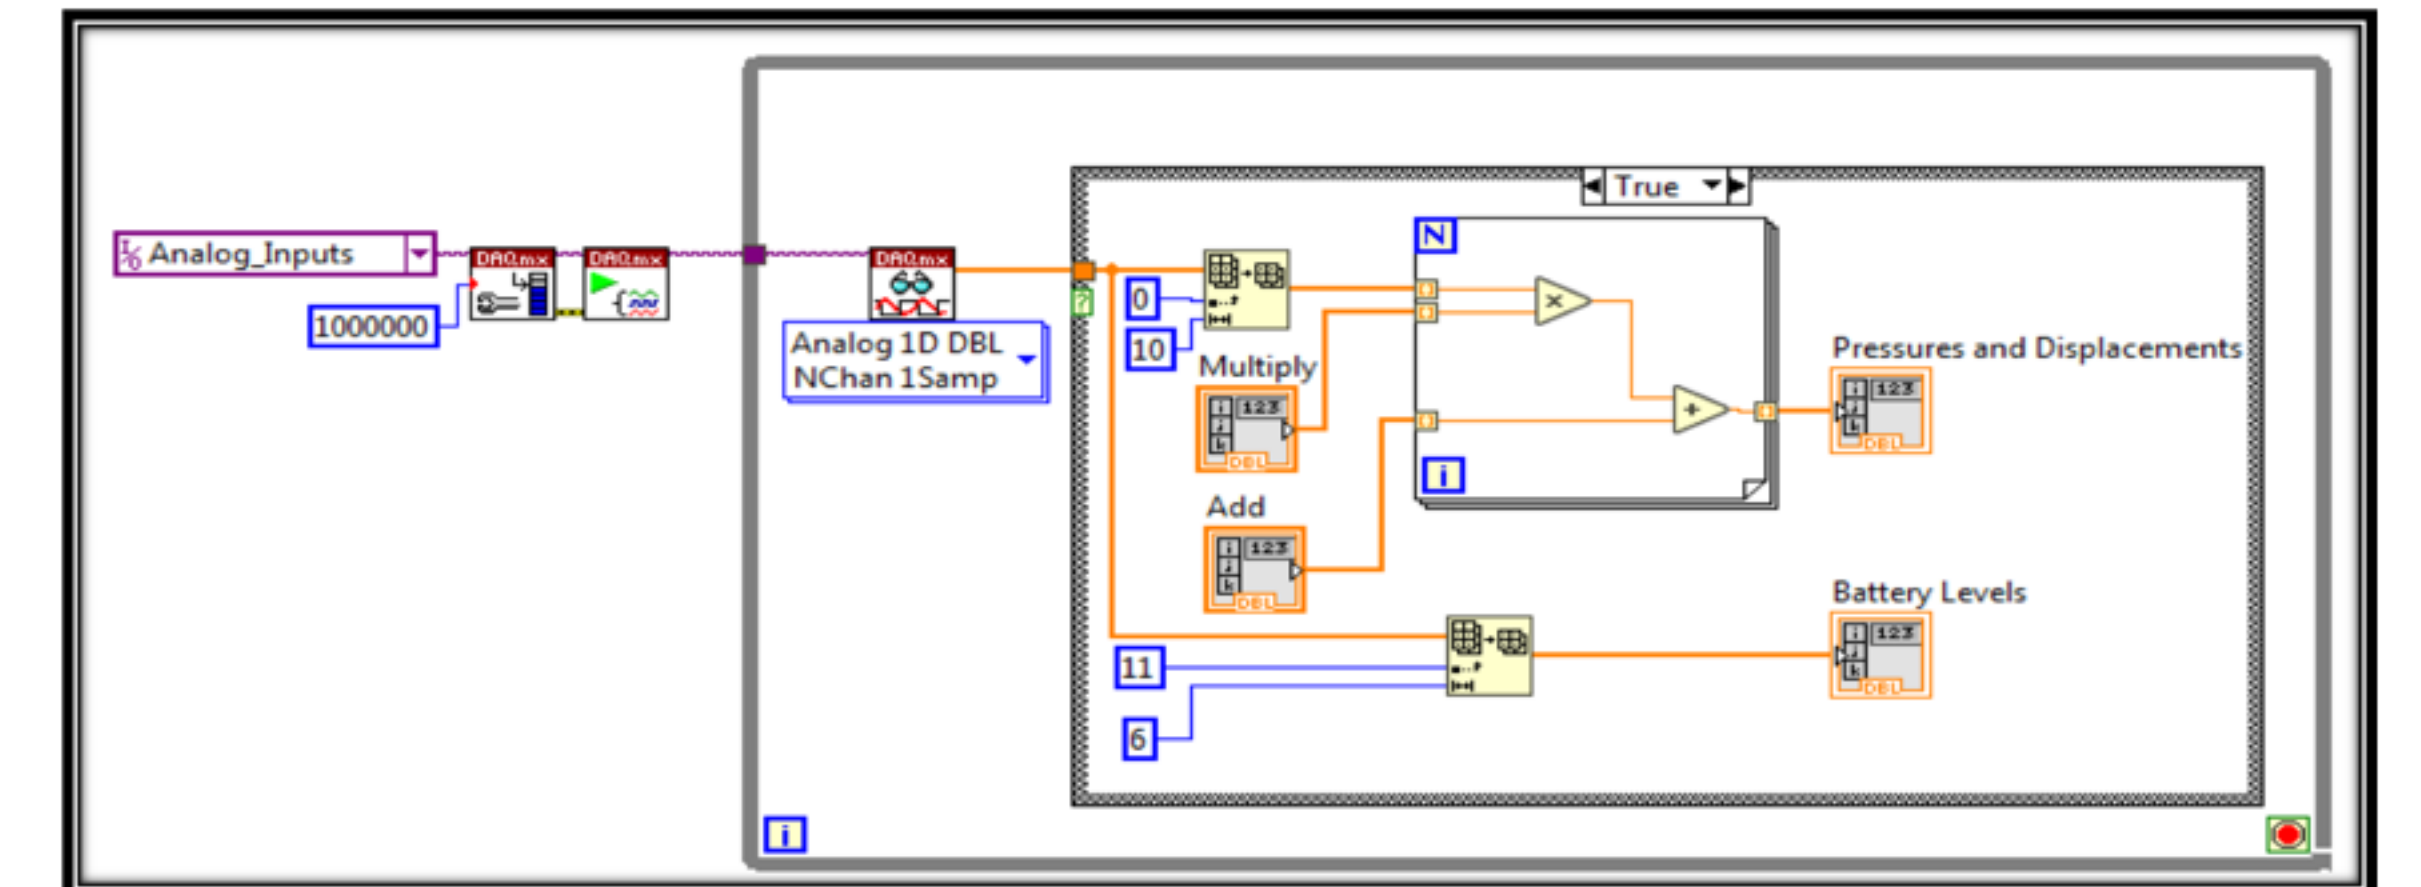 True
Analog_Inputs
DAQmx
DAQmx
DAQmx
N
1000000
0
?
×
Analog 1D DBL
NChan 1Samp
10
Pressures and Displacements
Multiply
123
i
j
k
DBL
123
i
j
k
DBL
+
i
Add
123
i
j
k
DBL
Battery Levels
123
i
j
k
DBL
11
6
i